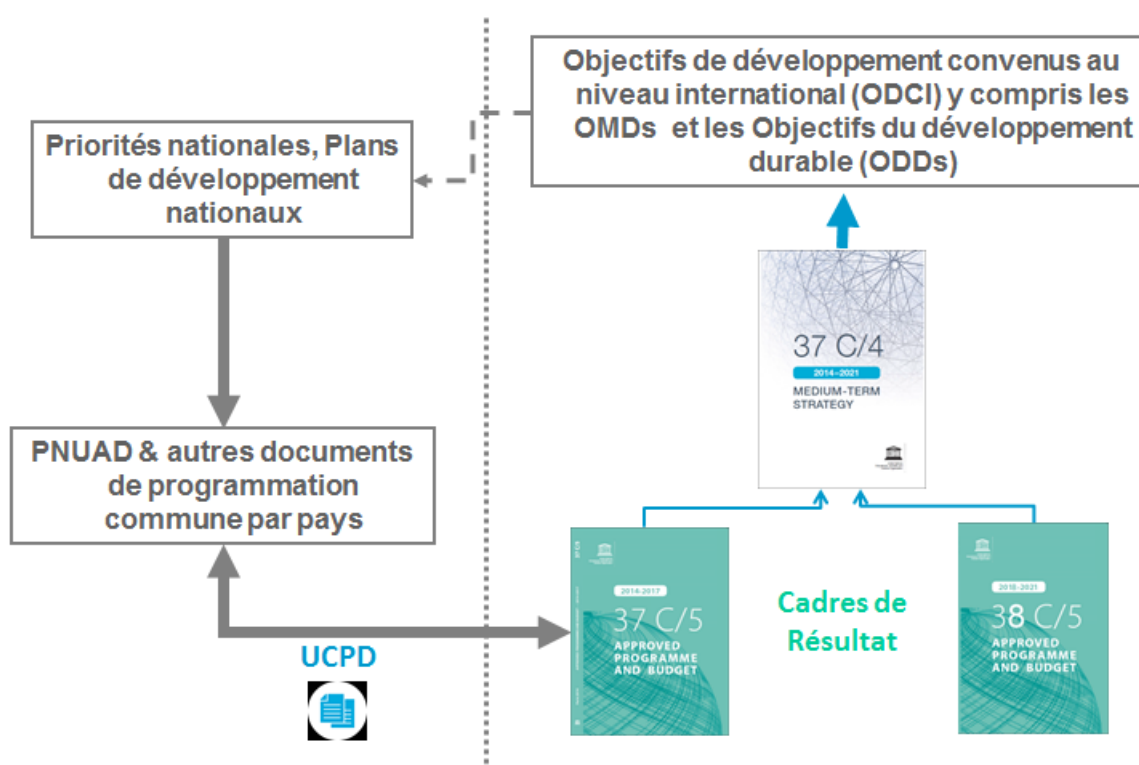 Objectifs de développement convenus au
niveau international (ODCI) y compris les
OMDs et les Objectifs du développement
durable (ODDs)
Priorités nationales, Plans
de développement
nationaux
37 C/4
2014-2021
MEDIUM-TERM
STRATEGY
PNUAD & autres documents
de programmation
commune par pays
UCPD
37 C/5
2014-2017
37 C/5
APPROVED
PROGRAMME
AND BUDGET
Cadres de
Résultat
2018-2021
38 C/5
APPROVED
PROGRAMME
AND BUDGET